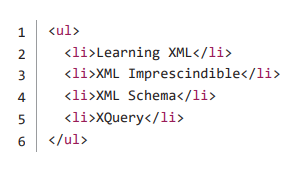 1 <ul>
2 <li>Learning XML</li>
3 <li>XML Imprescindible</li>
4 <li>XML Schema</li>
5 <li>XQuery</li>
6 </ul>